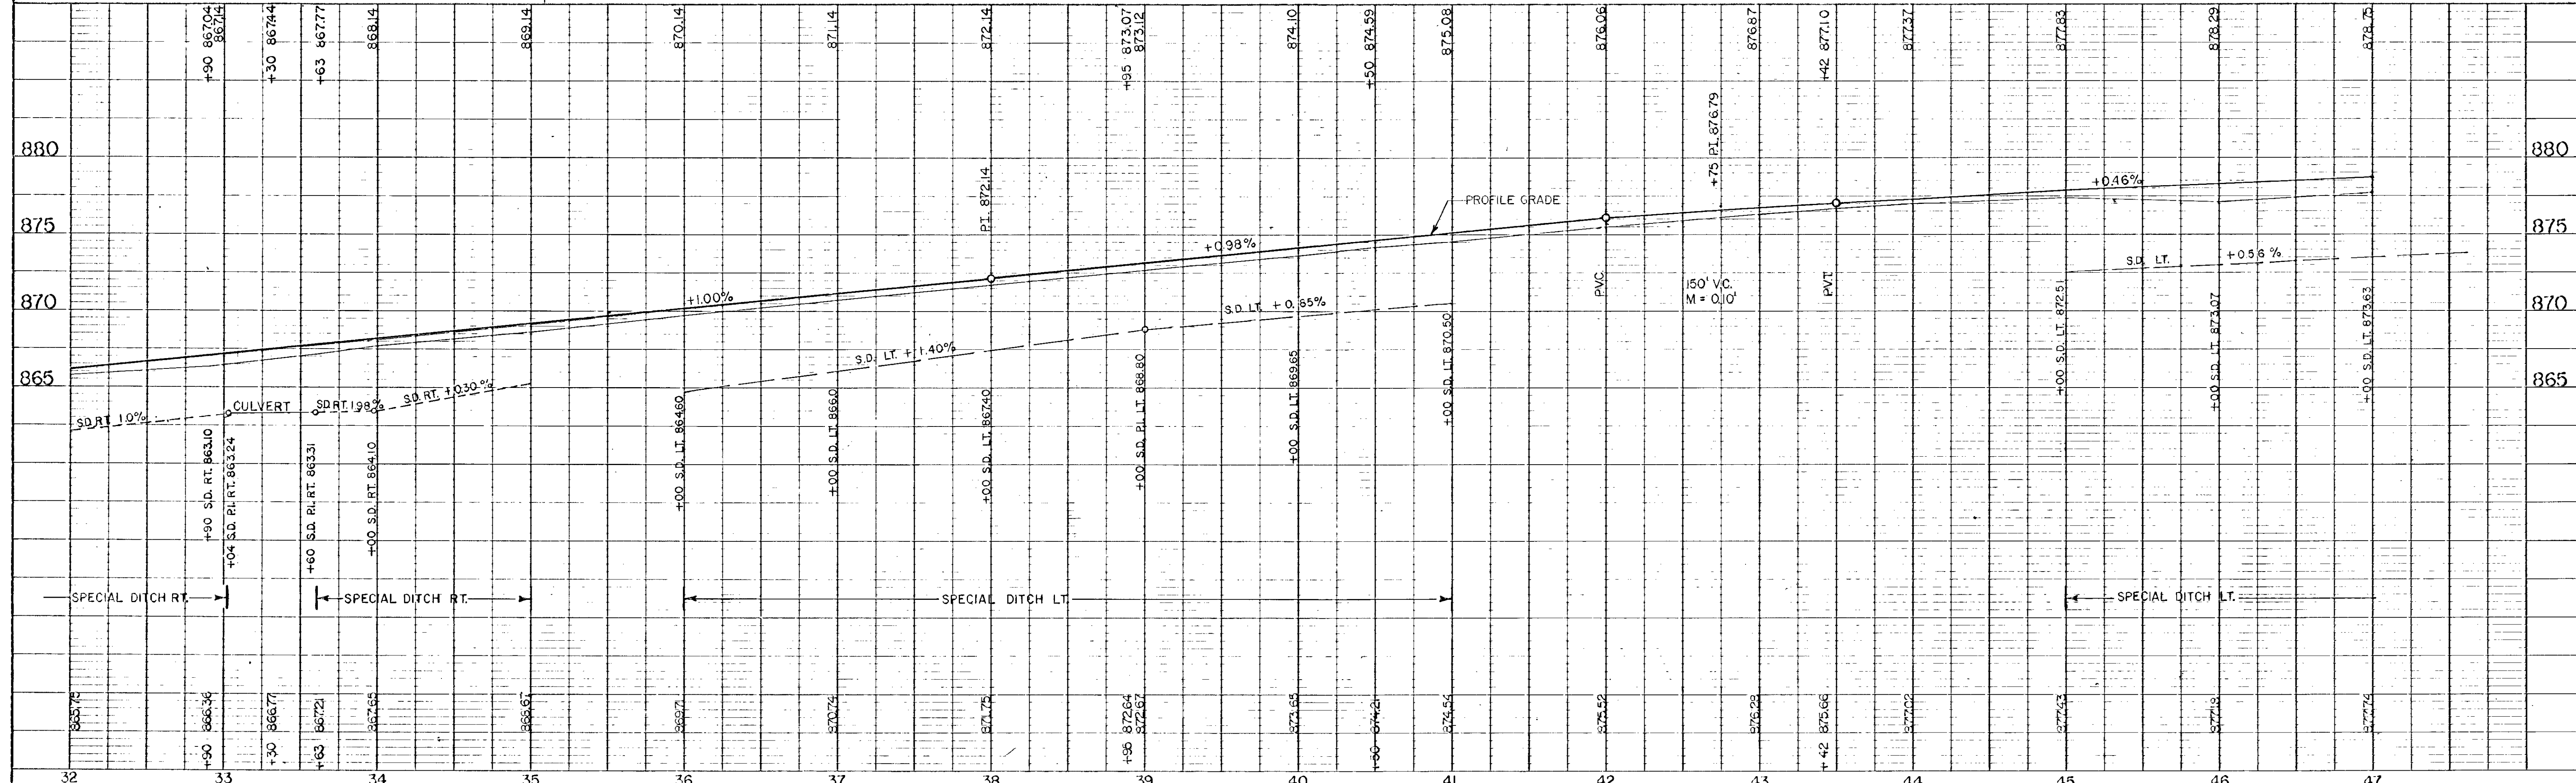 +90 867.04
867.14
+30 867.44
+63 867.77
868.14
869.14
870.14
871.14
872.14
+95 873.07
873.12
874.10
+50 874.59
875.08
876.06
876.87
+42 877.10
877.37
877.83
878.29
878.75
+75 P.I. 876.79
880
880
P.I. 872.14
PROFILE GRADE
+0.46%
875
875
+0.98%
S.D. LT.
+0.56%
P.V.C.
150' V.C.
M = 0.10'
P.V.T.
870
870
+1.00%
S.D. LT. +0.85%
S.D. LT. +1.40%
865
865
S.D. RT. 1.0%
CULVERT
S.D. RT. 1.98%
S.D. RT. +0.30%
+90 S.D. RT. 863.10
+04 S.D. P.I. RT. 863.24
+60 S.D. P.I. RT. 863.31
+00 S.D. RT. 864.10
+00 S.D. LT. 864.60
+00 S.D. LT. 866.0
+00 S.D. LT. 867.40
+00 S.D. P.I. LT. 868.80
+00 S.D. LT. 869.65
+00 S.D. LT. 870.50
+00 S.D. LT. 872.51
+00 S.D. LT. 873.07
+00 S.D. LT. 873.63
SPECIAL DITCH RT.
SPECIAL DITCH RT.
SPECIAL DITCH LT.
SPECIAL DITCH LT.
865.75
+90 866.36
+30 866.77
+63 867.21
867.65
868.67
869.71
870.74
871.75
+95 872.64
872.67
873.65
+50 874.21
874.54
875.52
876.28
+42 875.66
877.02
877.43
877.18
877.74
32
33
34
35
36
37
38
39
40
41
42
43
44
45
46
47